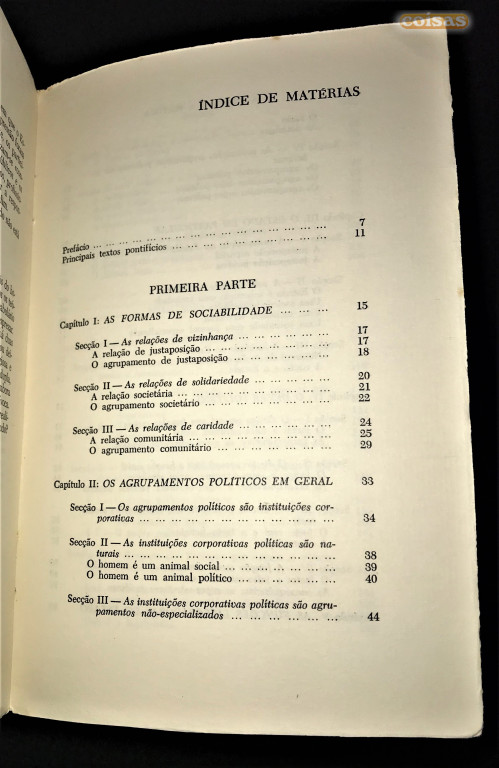 coisas
ÍNDICE DE MATÉRIAS
Prefácio ... ... ... ... ... ... ... ... ... ... ... ... ... 7
Principais textos pontifícios ... ... ... ... ... ... ... ... ... 11
PRIMEIRA PARTE
Capítulo I: AS FORMAS DE SOCIABILIDADE ... ... ... 15
Secção I — As relações de vizinhança ... ... ... ... ... ... 17
A relação de justaposição ... ... ... ... ... ... ... 17
O agrupamento de justaposição ... ... ... ... ... ... 18
Secção II — As relações de solidariedade ... ... ... ... ... 20
A relação societária ... ... ... ... ... ... ... ... 21
O agrupamento societário ... ... ... ... ... ... ... 22
Secção III — As relações de caridade ... ... ... ... ... ... 24
A relação comunitária ... ... ... ... ... ... ... ... 25
O agrupamento comunitário ... ... ... ... ... ... ... 29
Capítulo II: OS AGRUPAMENTOS POLÍTICOS EM GERAL 33
Secção I — Os agrupamentos políticos são instituições cor-
porativas ... ... ... ... ... ... ... ... ... ... ... 34
Secção II — As instituições corporativas políticas são na-
turais ... ... ... ... ... ... ... ... ... ... ... ... 38
O homem é um animal social ... ... ... ... ... ... ... 39
O homem é um animal político ... ... ... ... ... ... 40
Secção III — As instituições corporativas políticas são agru-
pamentos não-especializados ... ... ... ... ... ... 44